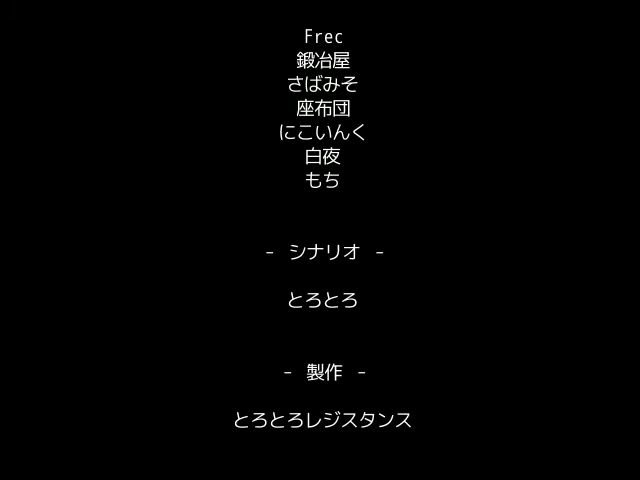 Frec
鍛冶屋
さばみそ
座布団
にこいんく
白夜
もち
- シナリオ -
とろとろ
- 製作 -
とろとろレジスタンス